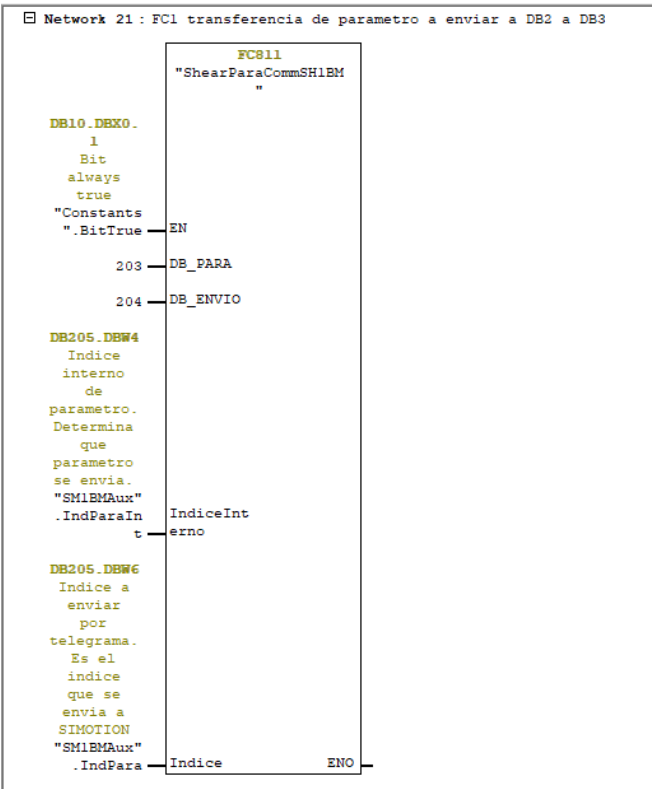 Network 21 : FC1 transferencia de parametro a enviar a DB2 a DB3
FC811
"ShearParaCommSH1BM
"
DB10.DBX0.
1
Bit
always
true
"Constants
".BitTrue
EN
203
DB_PARA
204
DB_ENVIO
DB205.DBW4
Indice
interno
de
parametro.
Determina
que
parametro
se envia.
"SM1BMAux"
.IndParaIn
t
IndiceInt
erno
DB205.DBW6
Indice a
enviar
por
telegrama.
Es el
indice
que se
envia a
SIMOTION
"SM1BMAux"
.IndPara
Indice
ENO